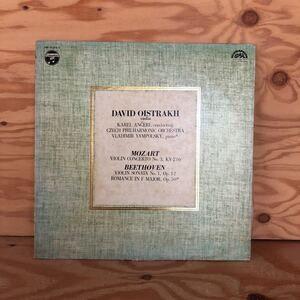 DAVID OISTRAKH
violin
KAREL ANČERL conducting
CZECH PHILHARMONIC ORCHESTRA
VLADIMIR YAMPOLSKY, piano*
MOZART
VIOLIN CONCERTO No. 3, KV-216
BEETHOVEN
VIOLIN SONATA No. 1, Op. 12
ROMANCE IN F MAJOR, Op. 50*